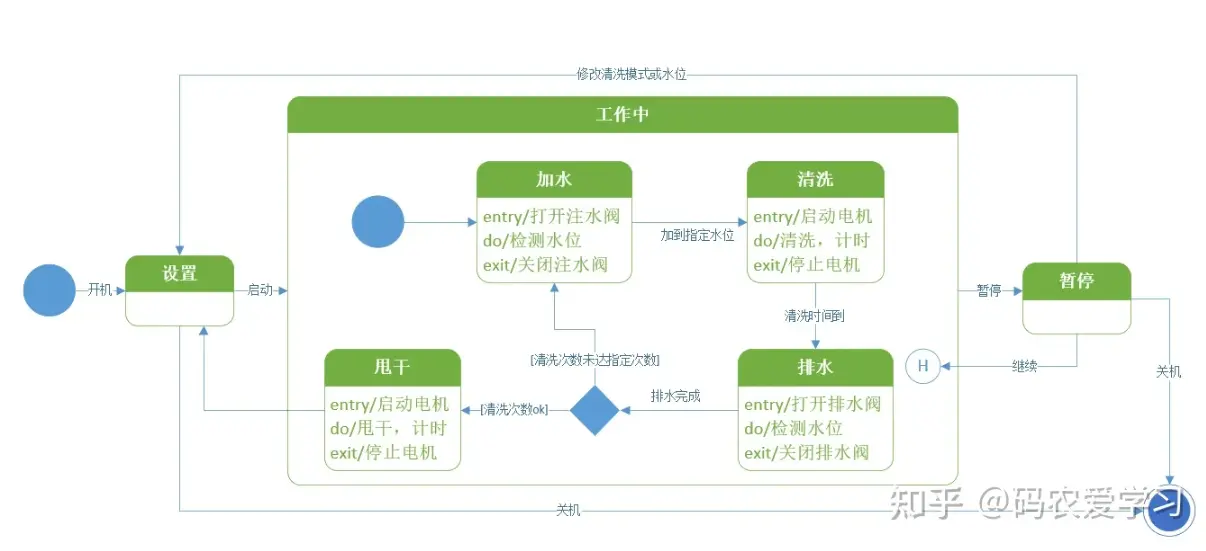 修改清洗模式或水位
工作中
加水
entry/打开注水阀
do/检测水位
exit/关闭注水阀
加到指定水位
清洗
entry/启动电机
do/清洗，计时
exit/停止电机
开机
设置
启动
暂停
暂停
清洗时间到
继续
H
关机
[清洗次数未达指定次数]
甩干
entry/启动电机
do/甩干，计时
exit/停止电机
[清洗次数ok]
排水完成
排水
entry/打开排水阀
do/检测水位
exit/关闭排水阀
关机
知乎 @码农爱学习